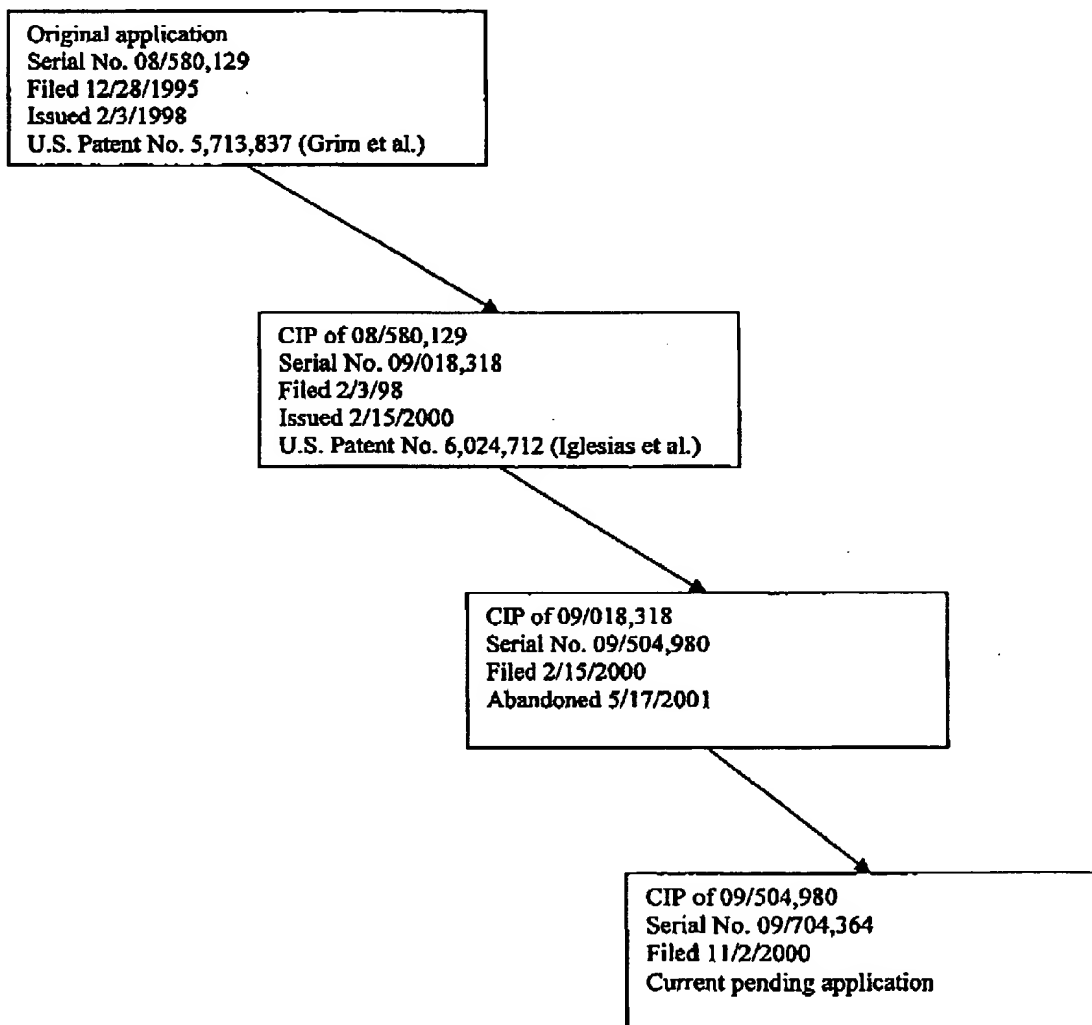 Original application
Serial No. 08/580,129
Filed 12/28/1995
Issued 2/3/1998
U.S. Patent No. 5,713,837 (Grim et al.)
CIP of 08/580,129
Serial No. 09/018,318
Filed 2/3/98
Issued 2/15/2000
U.S. Patent No. 6,024,712 (Iglesias et al.)
CIP of 09/018,318
Serial No. 09/504,980
Filed 2/15/2000
Abandoned 5/17/2001
CIP of 09/504,980
Serial No. 09/704,364
Filed 11/2/2000
Current pending application